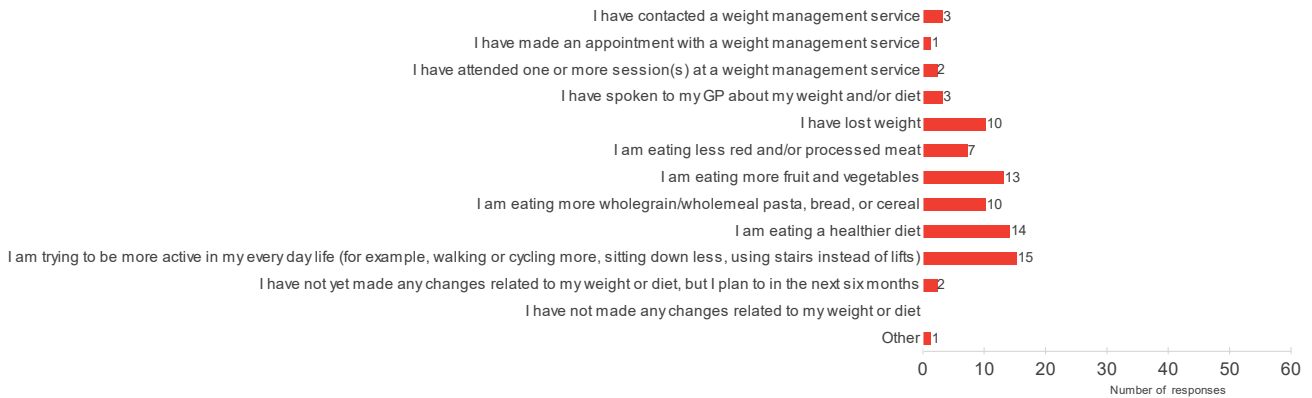 I have contacted a weight management service 3
I have made an appointment with a weight management service 1
I have attended one or more session(s) at a weight management service 2
I have spoken to my GP about my weight and/or diet 3
I have lost weight 10
I am eating less red and/or processed meat 7
I am eating more fruit and vegetables 13
I am eating more wholegrain/wholemeal pasta, bread, or cereal 10
I am eating a healthier diet 14
I am trying to be more active in my every day life (for example, walking or cycling more, sitting down less, using stairs instead of lifts) 15
I have not yet made any changes related to my weight or diet, but I plan to in the next six months 2
I have not made any changes related to my weight or diet
Other 1
0 10 20 30 40 50 60
Number of responses